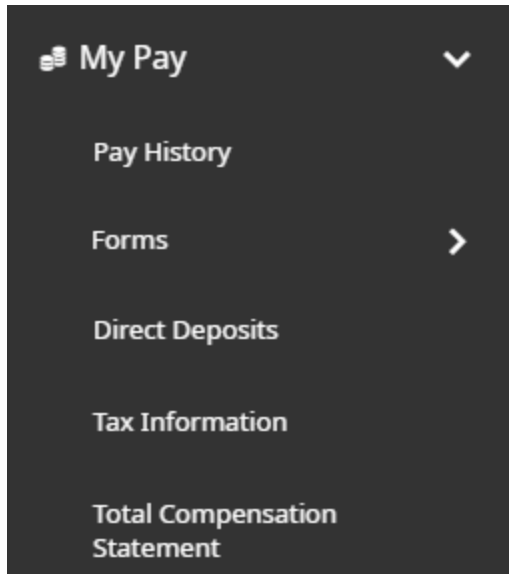 My Pay
Pay History
Forms
Direct Deposits
Tax Information
Total Compensation
Statement